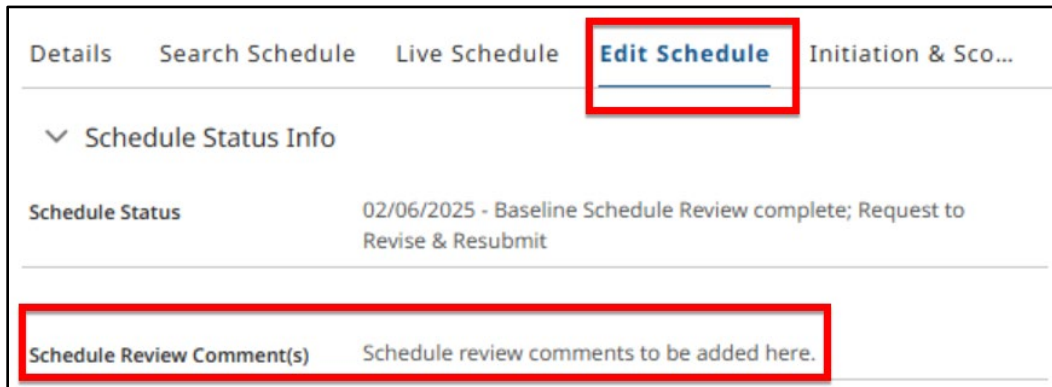 Details Search Schedule Live Schedule Edit Schedule Initiation & Sco...
Schedule Status Info
Schedule Status 02/06/2025 - Baseline Schedule Review complete; Request to
Revise & Resubmit
Schedule Review Comment(s) Schedule review comments to be added here.